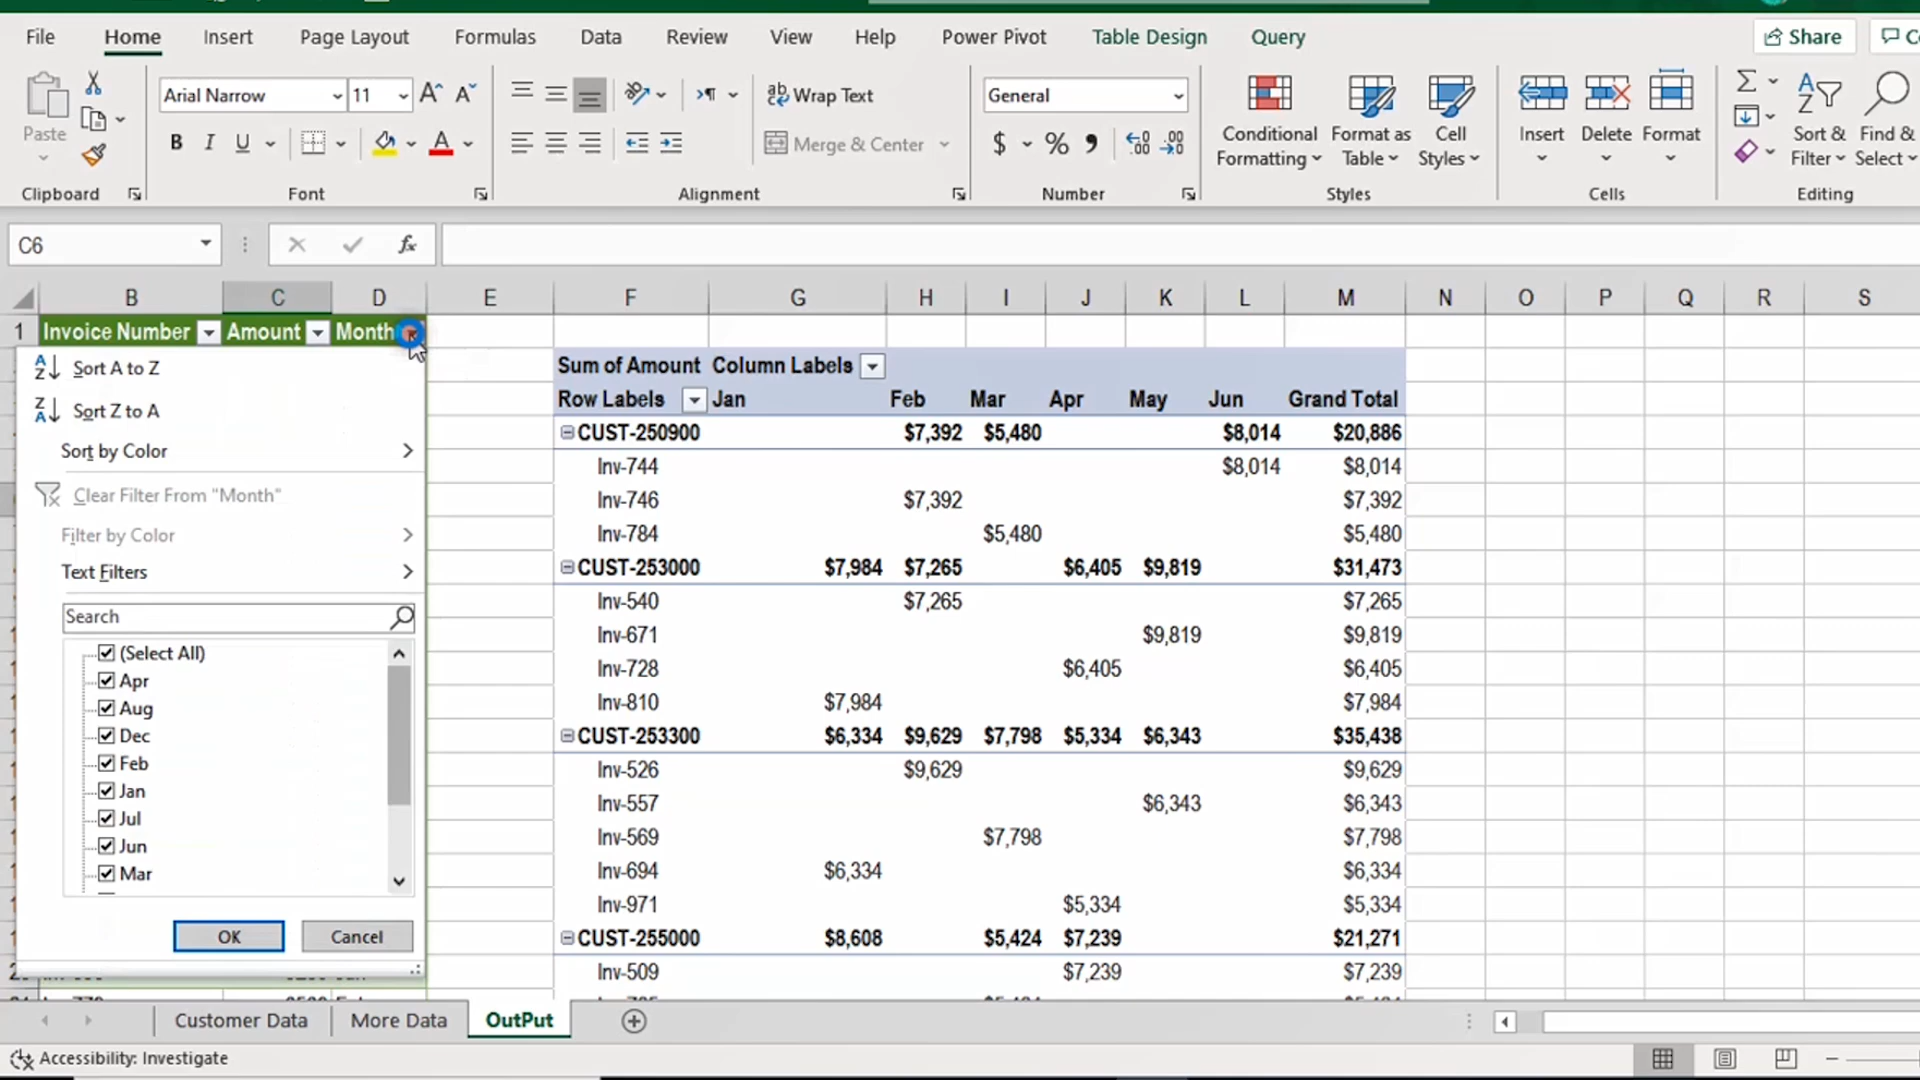 File Home Insert Page Layout Formulas Data Review View Help Power Pivot Table Design Query Share
Arial Narrow 11 Wrap Text General
Paste B I U Merge & Center $ % Conditional Formatting Format as Table Cell Styles Insert Delete Format Sort & Filter Find & Select
Clipboard Font Alignment Number Styles Cells Editing
C6 fx
B C D E F G H I J K L M N O P Q R S
1 Invoice Number Amount Month
Sort A to Z
Sort Z to A
Sort by Color
Clear Filter From "Month"
Filter by Color
Text Filters
Search
(Select All)
Apr
Aug
Dec
Feb
Jan
Jul
Jun
Mar
OK Cancel
Sum of Amount Column Labels
Row Labels Jan Feb Mar Apr May Jun Grand Total
CUST-250900 $7,392 $5,480 $8,014 $20,886
Inv-744 $8,014 $8,014
Inv-746 $7,392 $7,392
Inv-784 $5,480 $5,480
CUST-253000 $7,984 $7,265 $6,405 $9,819 $31,473
Inv-540 $7,265 $7,265
Inv-671 $9,819 $9,819
Inv-728 $6,405 $6,405
Inv-810 $7,984 $7,984
CUST-253300 $6,334 $9,629 $7,798 $5,334 $6,343 $35,438
Inv-526 $9,629 $9,629
Inv-557 $6,343 $6,343
Inv-569 $7,798 $7,798
Inv-694 $6,334 $6,334
Inv-971 $5,334 $5,334
CUST-255000 $8,608 $5,424 $7,239 $21,271
Inv-509 $7,239 $7,239
Customer Data More Data OutPut
Accessibility: Investigate